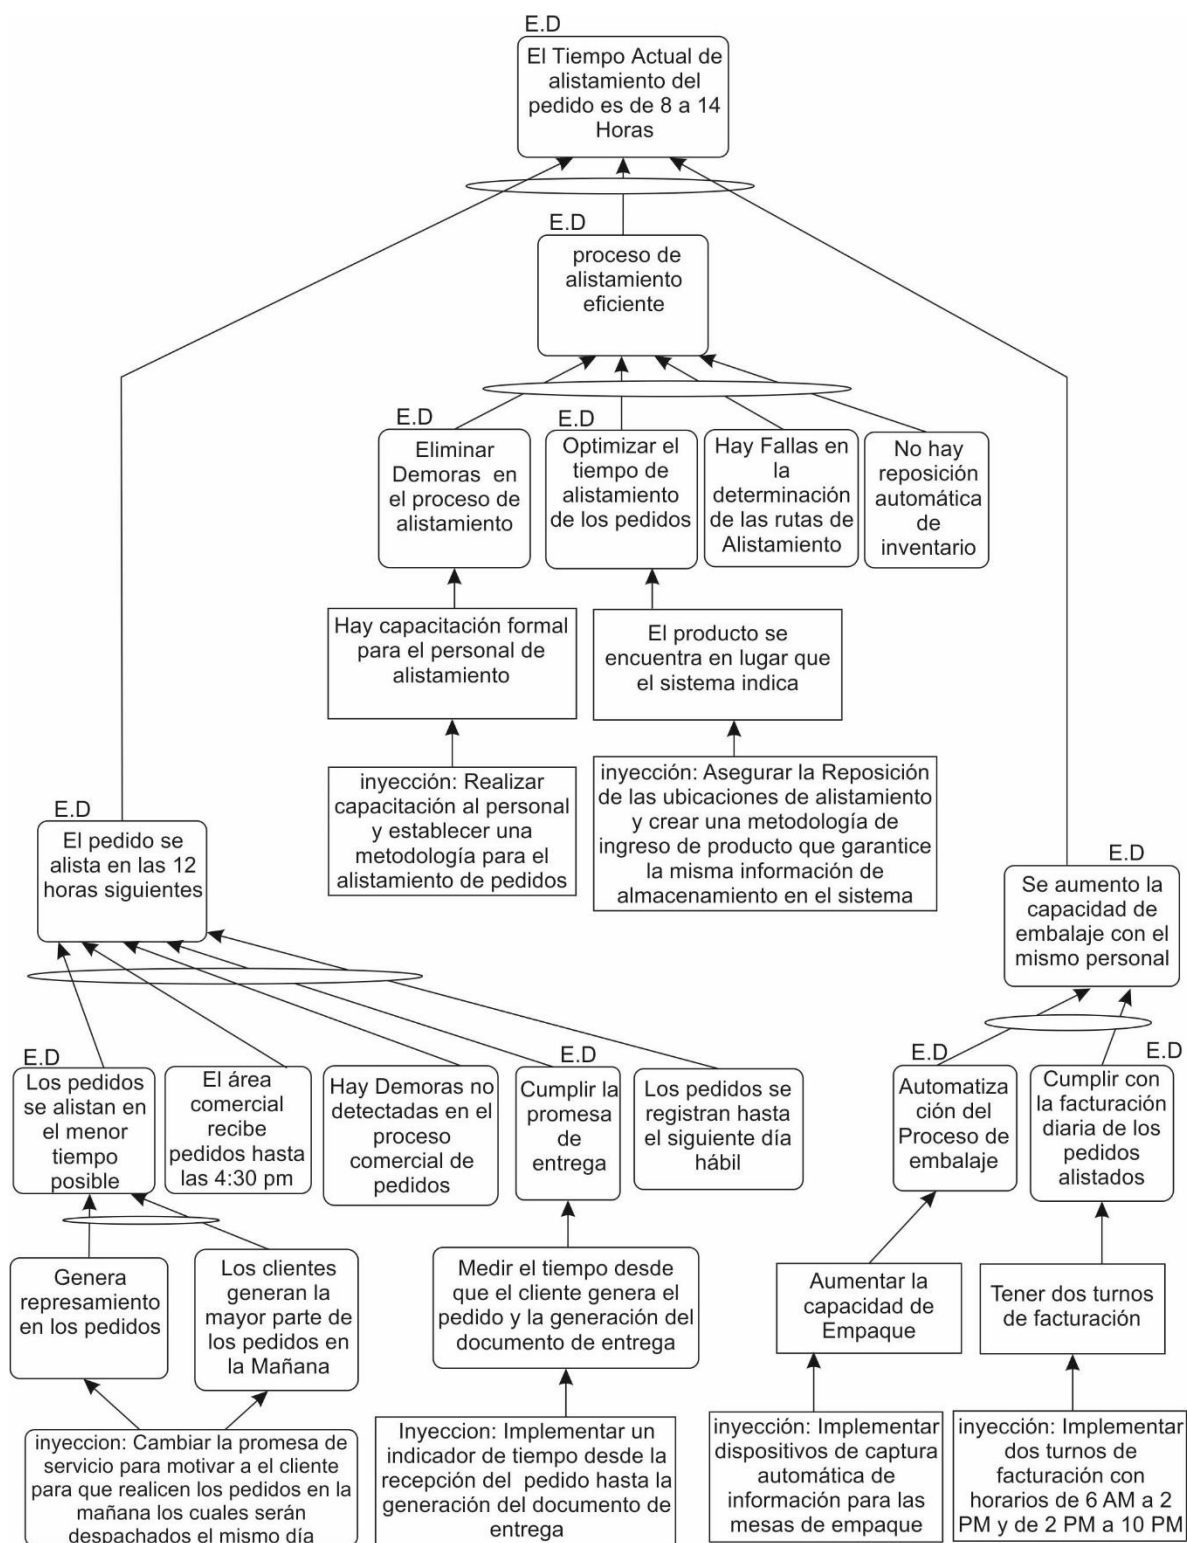 E.D
El Tiempo Actual de
alistamiento del
pedido es de 8 a 14
Horas
E.D
proceso de
alistamiento
eficiente
E.D
Eliminar
Demoras en
el proceso de
alistamiento
E.D
Optimizar el
tiempo de
alistamiento
de los pedidos
Hay Fallas en
la
determinación
de las rutas de
Alistamiento
No hay
reposición
automática
de
inventario
Hay capacitación formal
para el personal de
alistamiento
El producto se
encuentra en lugar que
el sistema indica
inyección: Realizar
capacitación al personal
y establecer una
metodología para el
alistamiento de pedidos
inyección: Asegurar la Reposición
de las ubicaciones de alistamiento
y crear una metodología de
ingreso de producto que garantice
la misma información de
almacenamiento en el sistema
E.D
El pedido se
alista en las 12
horas siguientes
E.D
Se aumento la
capacidad de
embalaje con el
mismo personal
E.D
Los pedidos
se alistan en
el menor
tiempo
posible
El área
comercial
recibe
pedidos hasta
las 4:30 pm
Hay Demoras no
detectadas en el
proceso
comercial de
pedidos
E.D
Cumplir la
promesa
de
entrega
Los pedidos se
registran hasta
el siguiente día
hábil
E.D
Automatiza
ción del
Proceso de
embalaje
E.D
Cumplir con
la facturación
diaria de los
pedidos
alistados
Genera
represamiento
en los pedidos
Los clientes
generan la
mayor parte de
los pedidos en
la Mañana
Medir el tiempo desde
que el cliente genera el
pedido y la generación del
documento de entrega
Aumentar la
capacidad de
Empaque
Tener dos turnos
de facturación
inyeccion: Cambiar la promesa de
servicio para motivar a el cliente
para que realicen los pedidos en la
mañana los cuales serán
despachados el mismo día
Inyeccion: Implementar un
indicador de tiempo desde la
recepción del pedido hasta la
generación del documento de
entrega
inyección: Implementar
dispositivos de captura
automática de
información para las
mesas de empaque
inyección: Implementar
dos turnos de
facturación con
horarios de 6 AM a 2
PM y de 2 PM a 10 PM